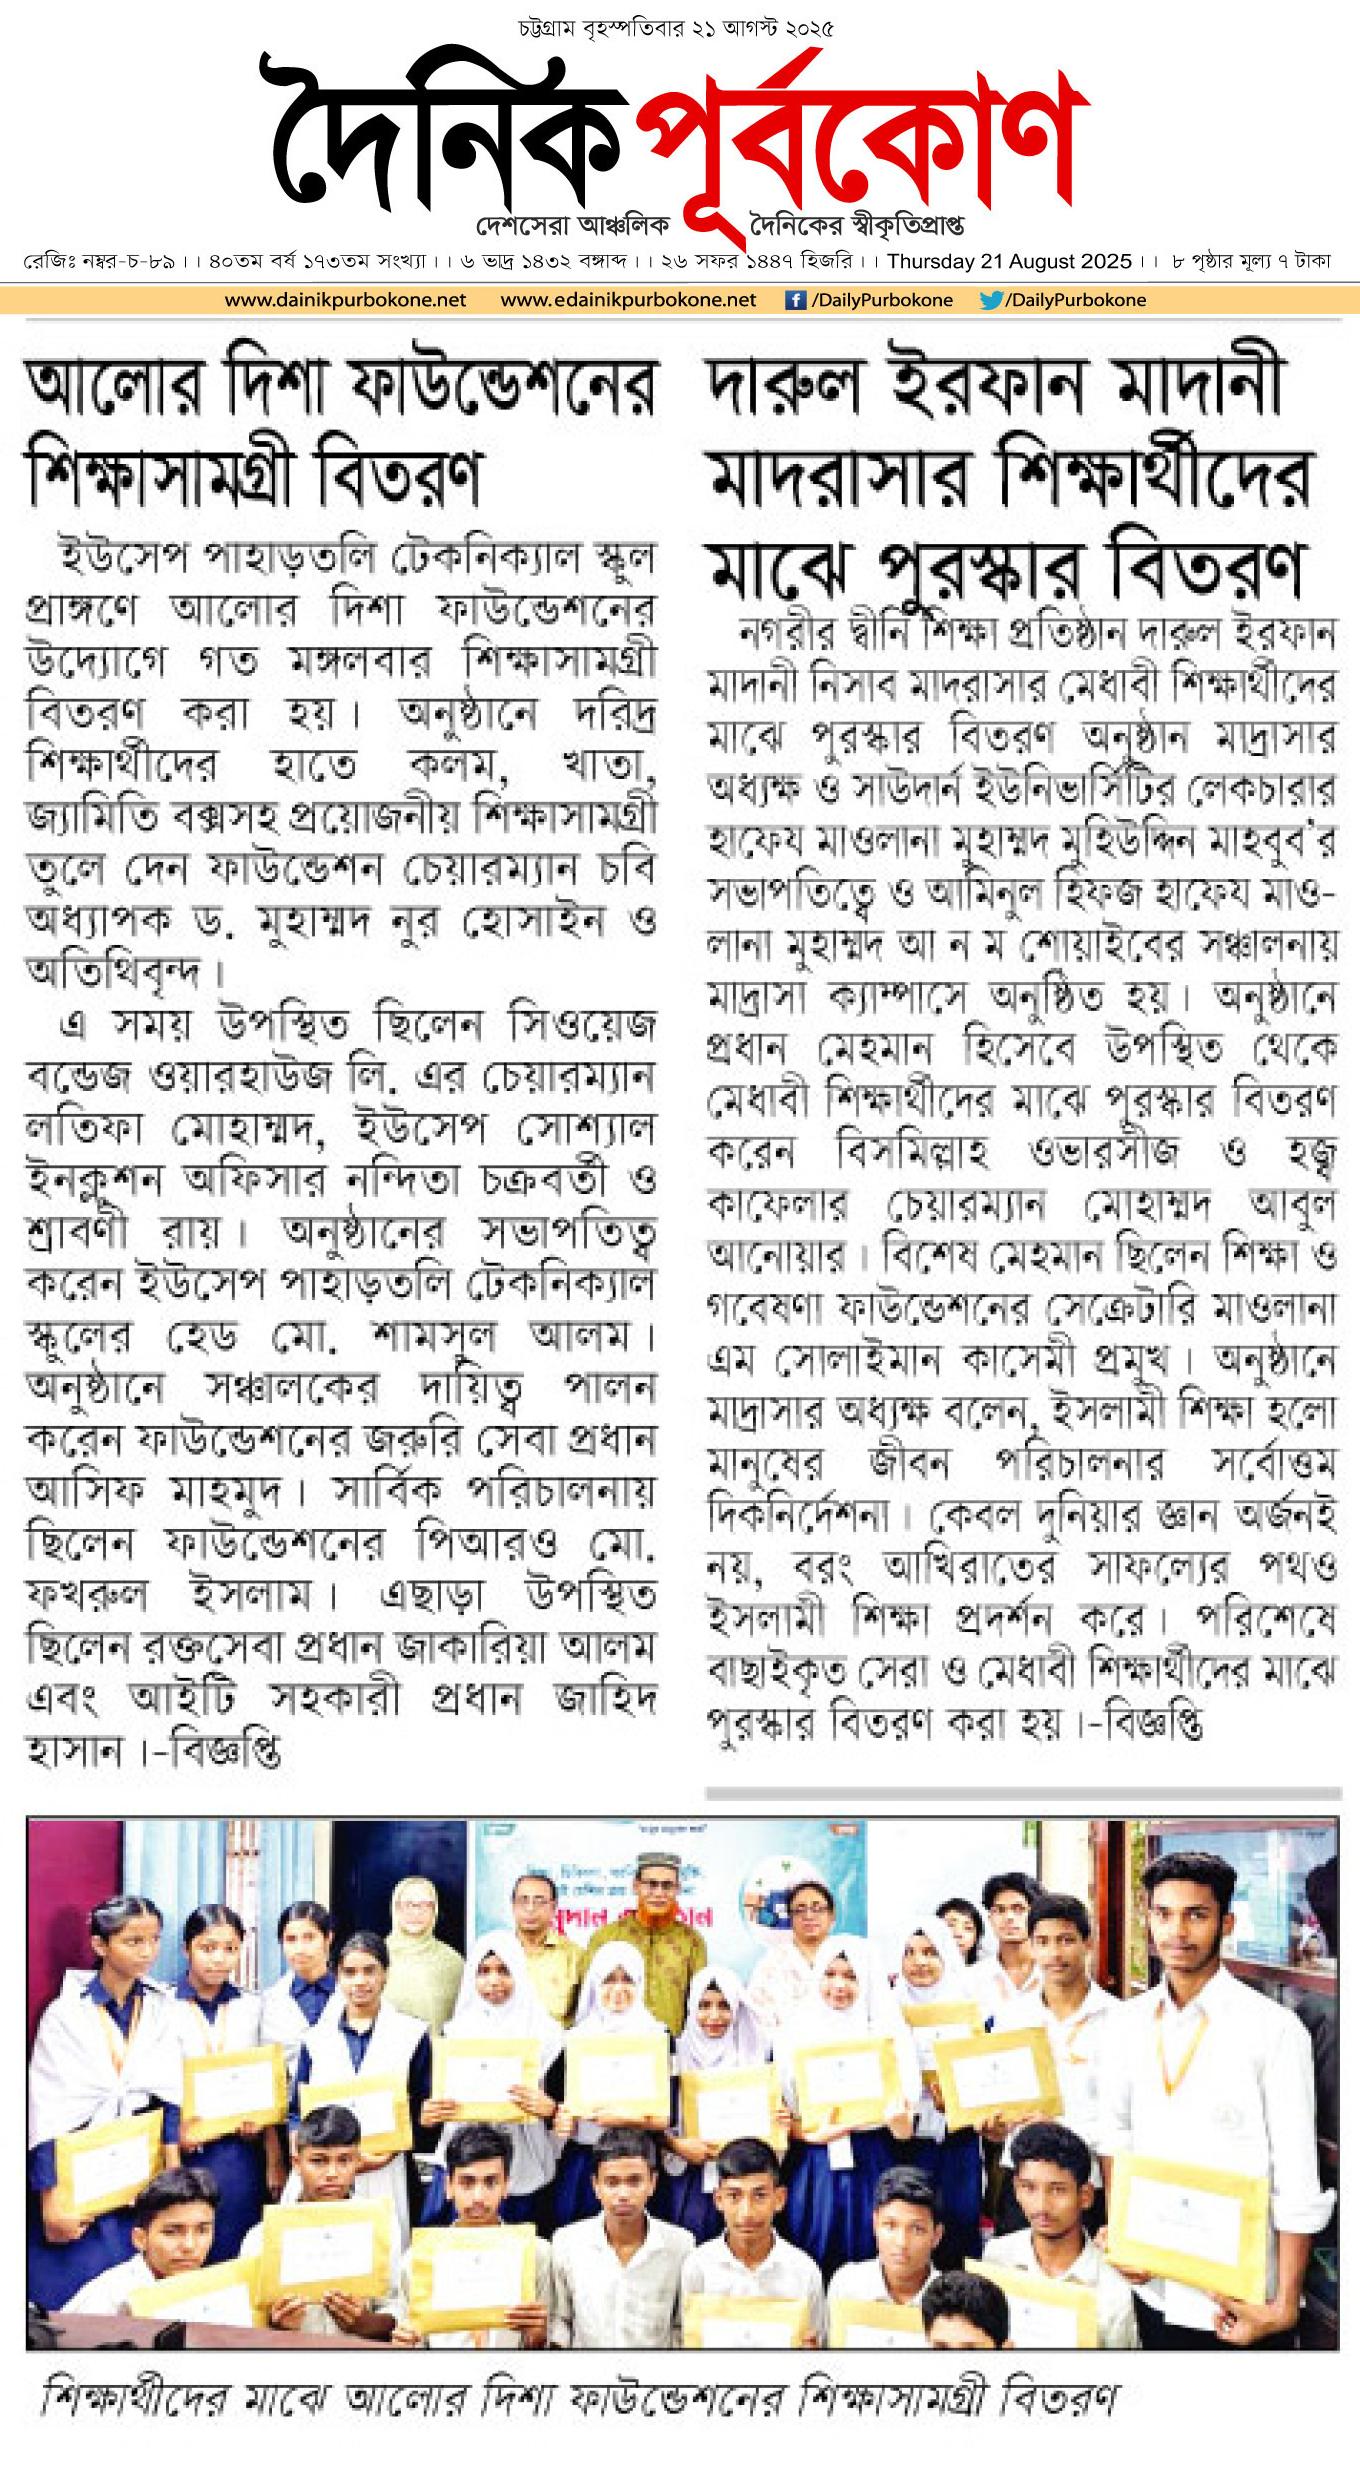 চট্টগ্রাম বৃহস্পতিবার ২১ আগস্ট ২০২৫
দৈনিক পূর্বকোণ
দেশসেরা আঞ্চলিক দৈনিকের স্বীকৃতিপ্রাপ্ত
রেজিঃ নম্বর-চ-৮৯ ।। ৪০তম বর্ষ ১৭৩তম সংখ্যা ।। ৬ ভাদ্র ১৪৩২ বঙ্গাব্দ ।। ২৬ সফর ১৪৪৭ হিজরি ।। Thursday 21 August 2025 ।। ৮ পৃষ্ঠার মূল্য ৭ টাকা
www.dainikpurbokone.net www.edainikpurbokone.net f /DailyPurbokone /DailyPurbokone
আলোর দিশা ফাউন্ডেশনের
শিক্ষাসামগ্রী বিতরণ
ইউসেপ পাহাড়তলি টেকনিক্যাল স্কুল
প্রাঙ্গণে আলোর দিশা ফাউন্ডেশনের
উদ্যোগে গত মঙ্গলবার শিক্ষাসামগ্রী
বিতরণ করা হয়। অনুষ্ঠানে দরিদ্র
শিক্ষার্থীদের হাতে কলম, খাতা,
জ্যামিতি বক্সসহ প্রয়োজনীয় শিক্ষাসামগ্রী
তুলে দেন ফাউন্ডেশন চেয়ারম্যান চবি
অধ্যাপক ড. মুহাম্মদ নুর হোসাইন ও
অতিথিবৃন্দ।
এ সময় উপস্থিত ছিলেন সিওয়েজ
বন্ডেজ ওয়ারহাউজ লি. এর চেয়ারম্যান
লতিফা মোহাম্মদ, ইউসেপ সোশ্যাল
ইনক্লুশন অফিসার নন্দিতা চক্রবর্তী ও
শ্রাবণী রায়। অনুষ্ঠানের সভাপতিত্ব
করেন ইউসেপ পাহাড়তলি টেকনিক্যাল
স্কুলের হেড মো. শামসুল আলম।
অনুষ্ঠানে সঞ্চালকের দায়িত্ব পালন
করেন ফাউন্ডেশনের জরুরি সেবা প্রধান
আসিফ মাহমুদ। সার্বিক পরিচালনায়
ছিলেন ফাউন্ডেশনের পিআরও মো.
ফখরুল ইসলাম। এছাড়া উপস্থিত
ছিলেন রক্তসেবা প্রধান জাকারিয়া আলম
এবং আইটি সহকারী প্রধান জাহিদ
হাসান।-বিজ্ঞপ্তি
দারুল ইরফান মাদানী
মাদরাসার শিক্ষার্থীদের
মাঝে পুরস্কার বিতরণ
নগরীর দ্বীনি শিক্ষা প্রতিষ্ঠান দারুল ইরফান
মাদানী নিসাব মাদরাসার মেধাবী শিক্ষার্থীদের
মাঝে পুরস্কার বিতরণ অনুষ্ঠান মাদ্রাসার
অধ্যক্ষ ও সাউদার্ন ইউনিভার্সিটির লেকচারার
হাফেয মাওলানা মুহাম্মদ মুহিউদ্দিন মাহবুব’র
সভাপতিত্বে ও আমিনুল হিফজ হাফেয মাও-
লানা মুহাম্মদ আ ন ম শোয়াইবের সঞ্চালনায়
মাদ্রাসা ক্যাম্পাসে অনুষ্ঠিত হয়। অনুষ্ঠানে
প্রধান মেহমান হিসেবে উপস্থিত থেকে
মেধাবী শিক্ষার্থীদের মাঝে পুরস্কার বিতরণ
করেন বিসমিল্লাহ ওভারসীজ ও হজ্ব
কাফেলার চেয়ারম্যান মোহাম্মদ আবুল
আনোয়ার। বিশেষ মেহমান ছিলেন শিক্ষা ও
গবেষণা ফাউন্ডেশনের সেক্রেটারি মাওলানা
এম সোলাইমান কাসেমী প্রমুখ। অনুষ্ঠানে
মাদ্রাসার অধ্যক্ষ বলেন, ইসলামী শিক্ষা হলো
মানুষের জীবন পরিচালনার সর্বোত্তম
দিকনির্দেশনা। কেবল দুনিয়ার জ্ঞান অর্জনই
নয়, বরং আখিরাতের সাফল্যের পথও
ইসলামী শিক্ষা প্রদর্শন করে। পরিশেষে
বাছাইকৃত সেরা ও মেধাবী শিক্ষার্থীদের মাঝে
পুরস্কার বিতরণ করা হয়।-বিজ্ঞপ্তি
শিক্ষার্থীদের মাঝে আলোর দিশা ফাউন্ডেশনের শিক্ষাসামগ্রী বিতরণ